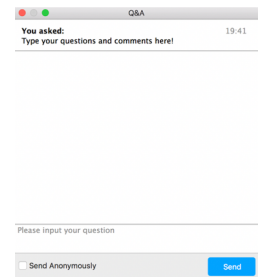 Q&A
You asked: 19:41
Type your questions and comments here!
Please input your question
Send Anonymously Send